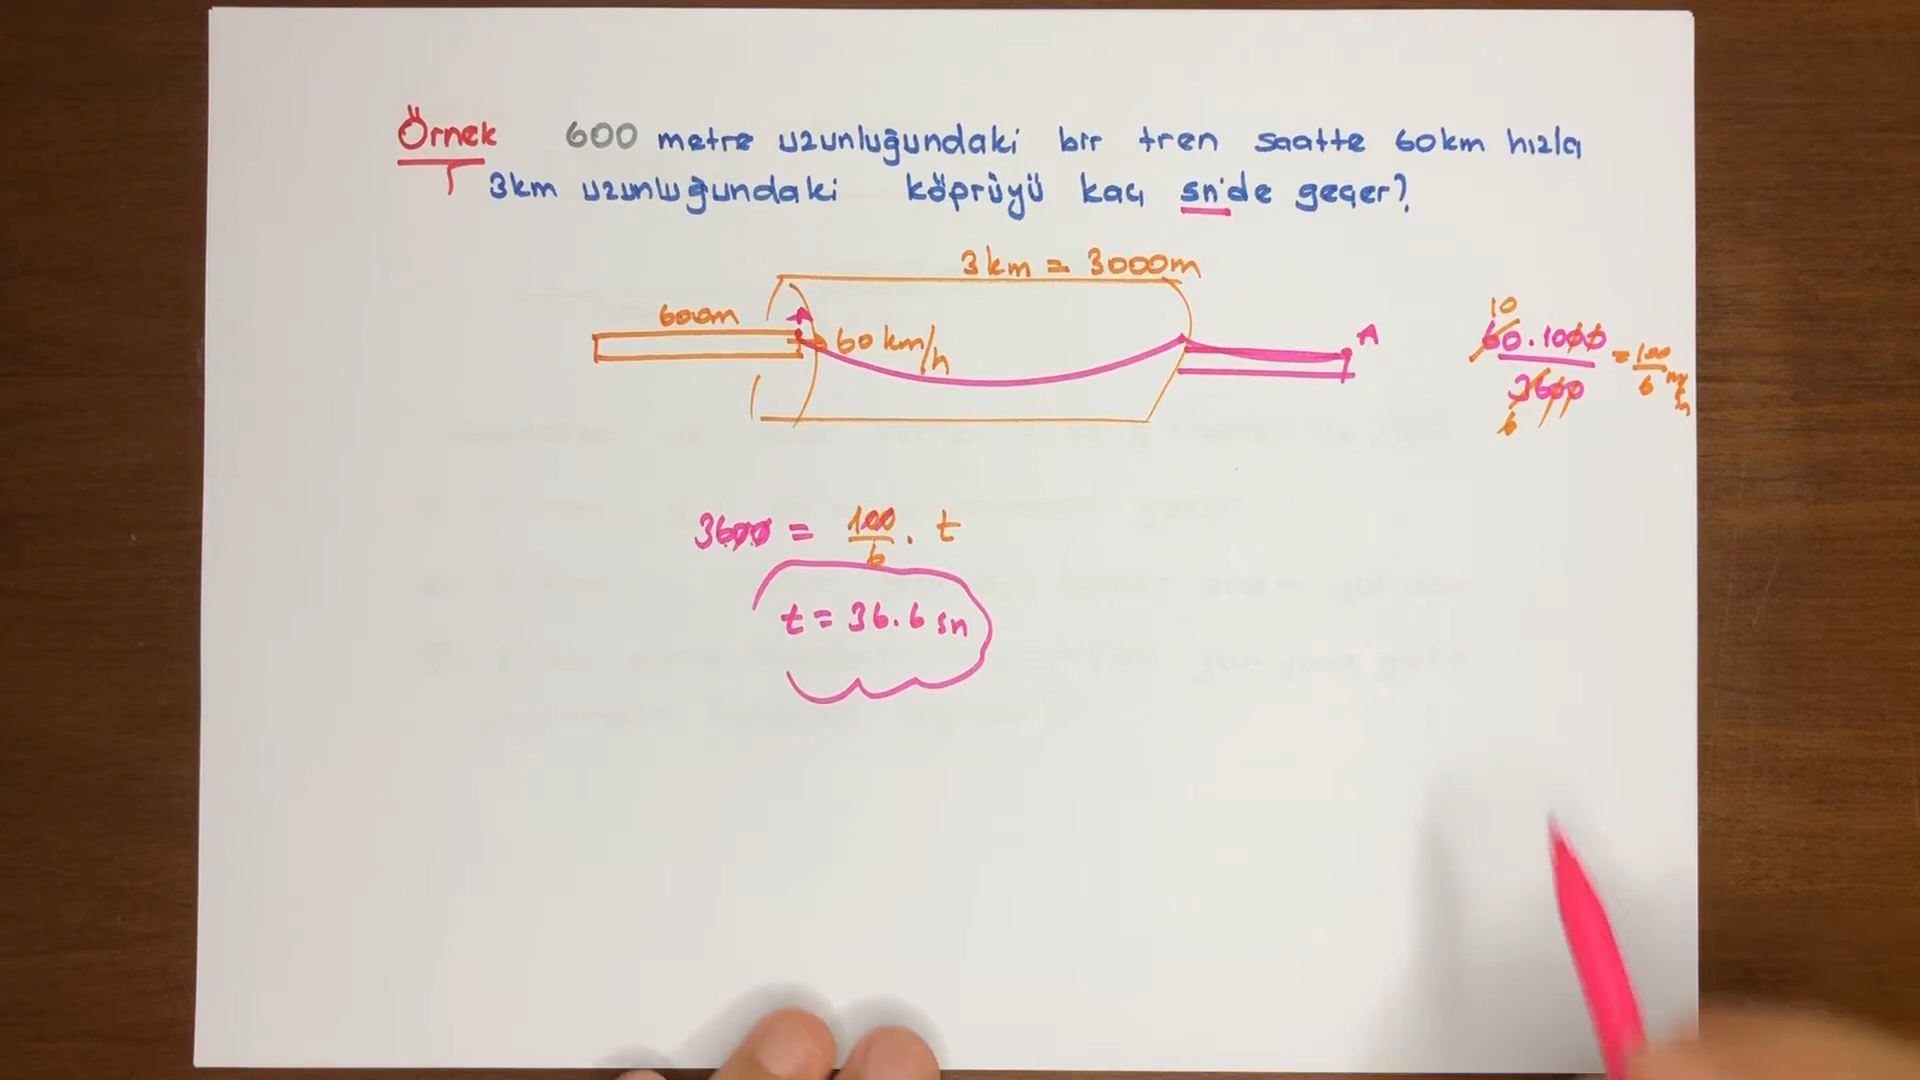 Örnek 600 metre uzunluğundaki bir tren saatte 60km hızla
3km uzunluğundaki köprüyü kaç sn'de geçer?
3km = 3000m
600m
A
60 km/h
A
10
60.1000
3600
6
= 100
6
3600 = 100/6 . t
t = 36.6 sn